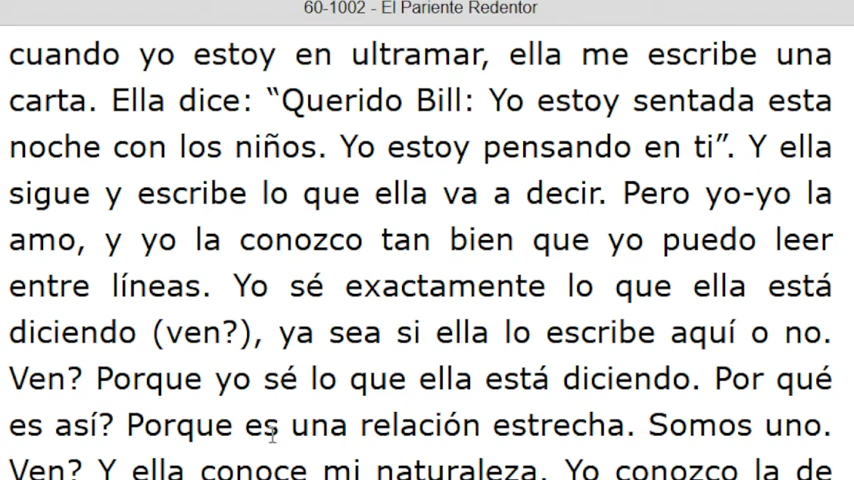 60-1002 - El Pariente Redentor
cuando yo estoy en ultramar, ella me escribe una
carta. Ella dice: “Querido Bill: Yo estoy sentada esta
noche con los niños. Yo estoy pensando en ti”. Y ella
sigue y escribe lo que ella va a decir. Pero yo-yo la
amo, y yo la conozco tan bien que yo puedo leer
entre líneas. Yo sé exactamente lo que ella está
diciendo (ven?), ya sea si ella lo escribe aquí o no.
Ven? Porque yo sé lo que ella está diciendo. Por qué
es así? Porque es una relación estrecha. Somos uno.
Ven? Y ella conoce mi naturaleza. Yo conozco la de